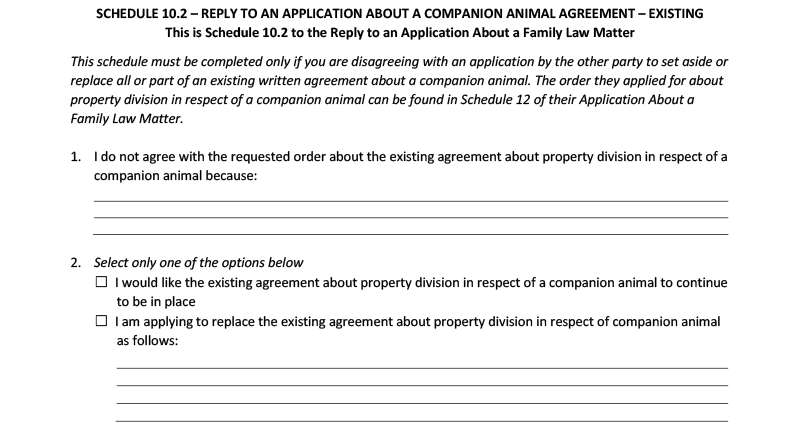 SCHEDULE 10.2 – REPLY TO AN APPLICATION ABOUT A COMPANION ANIMAL AGREEMENT – EXISTING
This is Schedule 10.2 to the Reply to an Application About a Family Law Matter
This schedule must be completed only if you are disagreeing with an application by the other party to set aside or
replace all or part of an existing written agreement about a companion animal. The order they applied for about
property division in respect of a companion animal can be found in Schedule 12 of their Application About a
Family Law Matter.
1. I do not agree with the requested order about the existing agreement about property division in respect of a
companion animal because:
2. Select only one of the options below
☐ I would like the existing agreement about property division in respect of a companion animal to continue
to be in place
☐ I am applying to replace the existing agreement about property division in respect of companion animal
as follows: